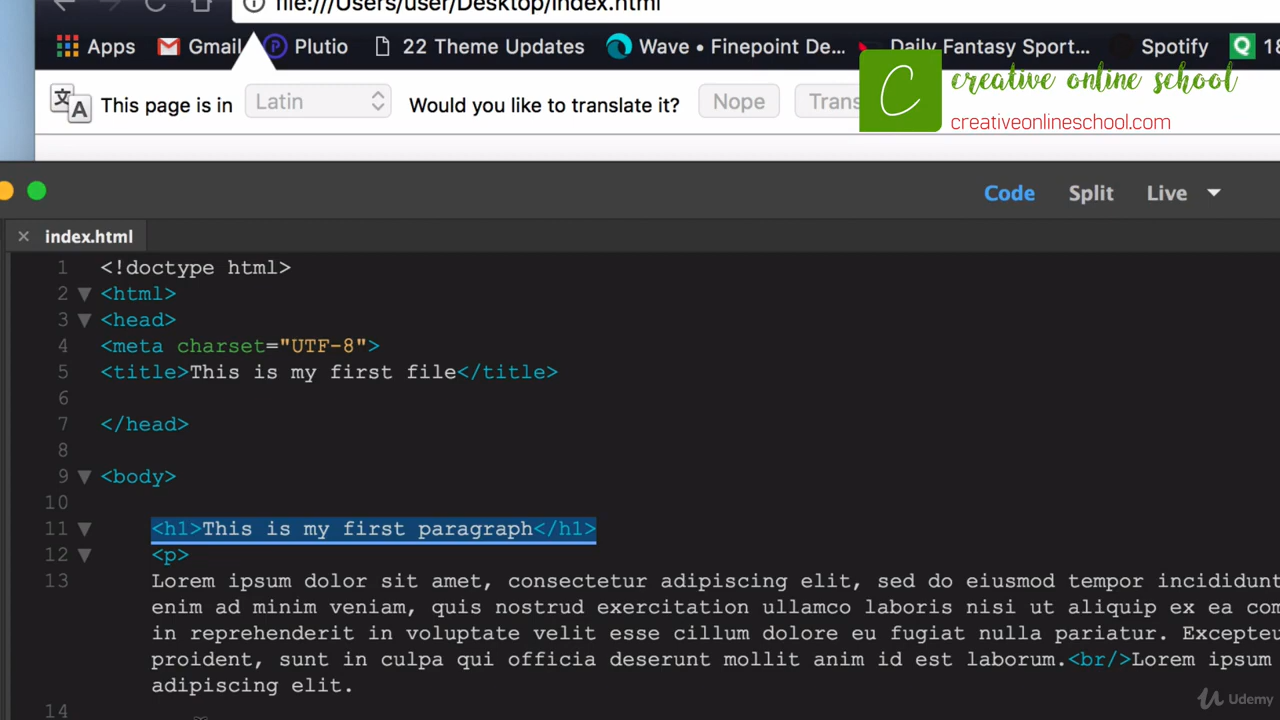 file:///Users/user/Desktop/index.html
Apps Gmail Plutio 22 Theme Updates Wave • Finepoint De... Daily Fantasy Sport... Spotify Q 18
creative online school
creativeonlineschool.com
This page is in Latin Would you like to translate it? Nope Trans
Code Split Live
× index.html
1 <!doctype html>
2 <html>
3 <head>
4 <meta charset="UTF-8">
5 <title>This is my first file</title>
6
7 </head>
8
9 <body>
10
11 <h1>This is my first paragraph</h1>
12 <p>
13 Lorem ipsum dolor sit amet, consectetur adipiscing elit, sed do eiusmod tempor incididunt
enim ad minim veniam, quis nostrud exercitation ullamco laboris nisi ut aliquip ex ea com
in reprehenderit in voluptate velit esse cillum dolore eu fugiat nulla pariatur. Excepteu
proident, sunt in culpa qui officia deserunt mollit anim id est laborum.<br/>Lorem ipsum
adipiscing elit.
14
Udemy